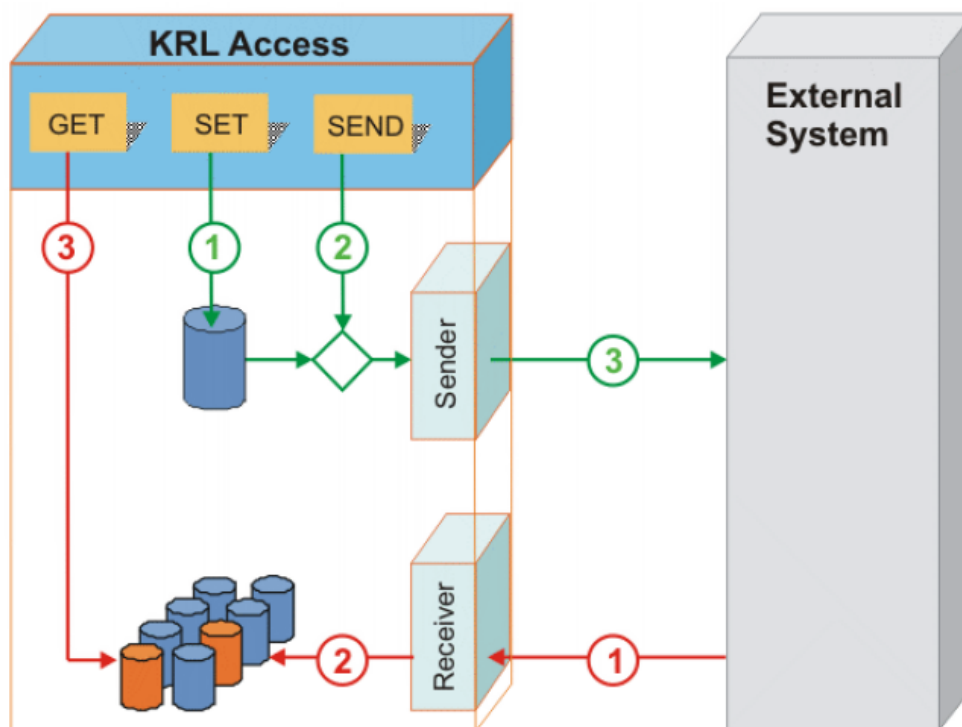 KRL Access
GET
SET
SEND
External
System
3
1
2
Sender
3
Receiver
2
1